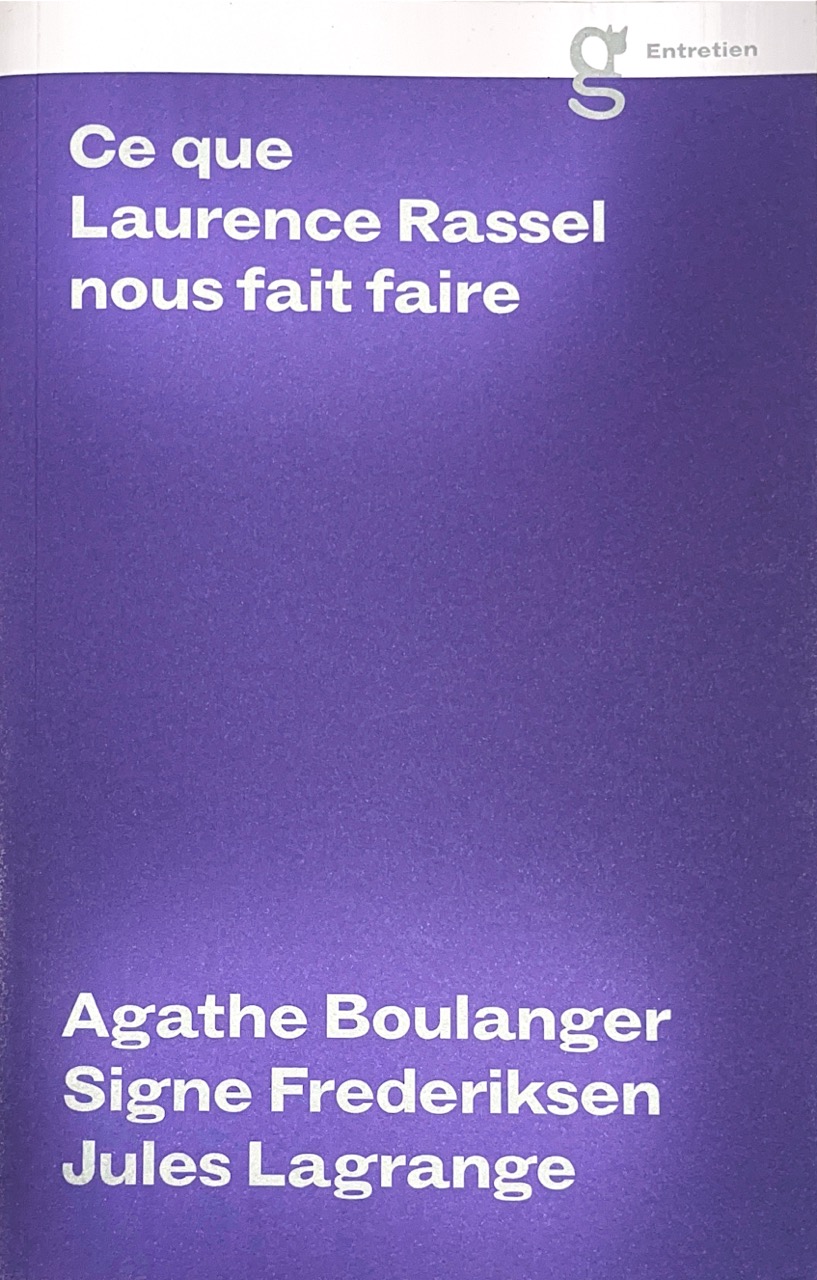 g Entretien
Ce que
Laurence Rassel
nous fait faire
Agathe Boulanger
Signe Frederiksen
Jules Lagrange